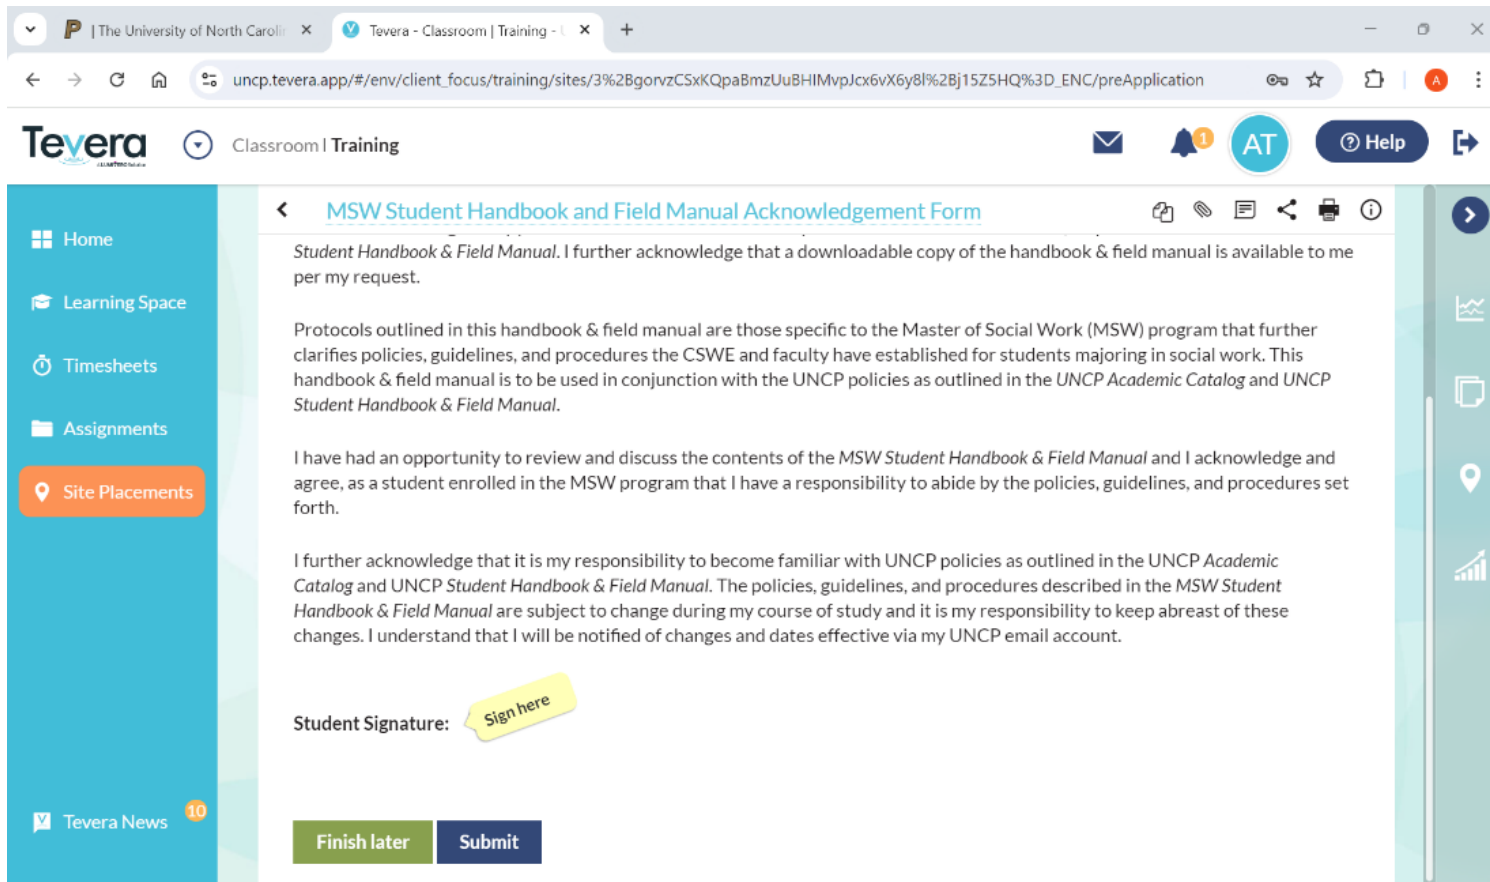 | The University of North Caroli
Tevera - Classroom | Training -
uncp.tevera.app/#/env/client_focus/training/sites/3%2BgorvzCSxKQpaBmzUuBHIMvpJcx6vX6y8l%2Bj15Z5HQ%3D_ENC/preApplication
A
Tevera
Classroom | Training
1
AT
? Help
MSW Student Handbook and Field Manual Acknowledgement Form
Home
Learning Space
Timesheets
Assignments
Site Placements
Student Handbook & Field Manual. I further acknowledge that a downloadable copy of the handbook & field manual is available to me
per my request.
Protocols outlined in this handbook & field manual are those specific to the Master of Social Work (MSW) program that further
clarifies policies, guidelines, and procedures the CSWE and faculty have established for students majoring in social work. This
handbook & field manual is to be used in conjunction with the UNCP policies as outlined in the UNCP Academic Catalog and UNCP
Student Handbook & Field Manual.
I have had an opportunity to review and discuss the contents of the MSW Student Handbook & Field Manual and I acknowledge and
agree, as a student enrolled in the MSW program that I have a responsibility to abide by the policies, guidelines, and procedures set
forth.
I further acknowledge that it is my responsibility to become familiar with UNCP policies as outlined in the UNCP Academic
Catalog and UNCP Student Handbook & Field Manual. The policies, guidelines, and procedures described in the MSW Student
Handbook & Field Manual are subject to change during my course of study and it is my responsibility to keep abreast of these
changes. I understand that I will be notified of changes and dates effective via my UNCP email account.
Student Signature:
Sign here
Tevera News
10
Finish later
Submit